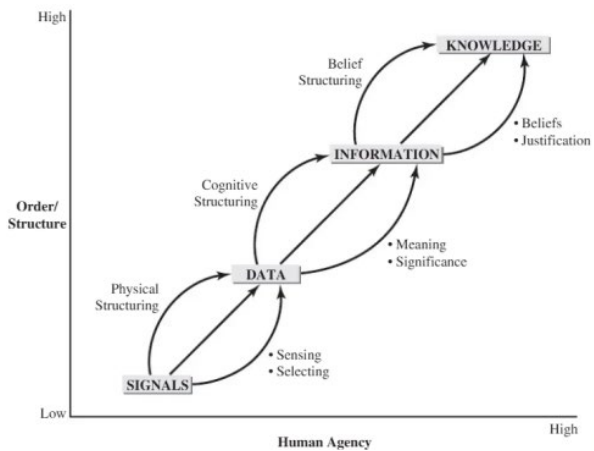 High
KNOWLEDGE
Belief
Structuring
• Beliefs
• Justification
INFORMATION
Cognitive
Structuring
Order/
Structure
• Meaning
• Significance
DATA
Physical
Structuring
• Sensing
• Selecting
SIGNALS
Low
High
Human Agency